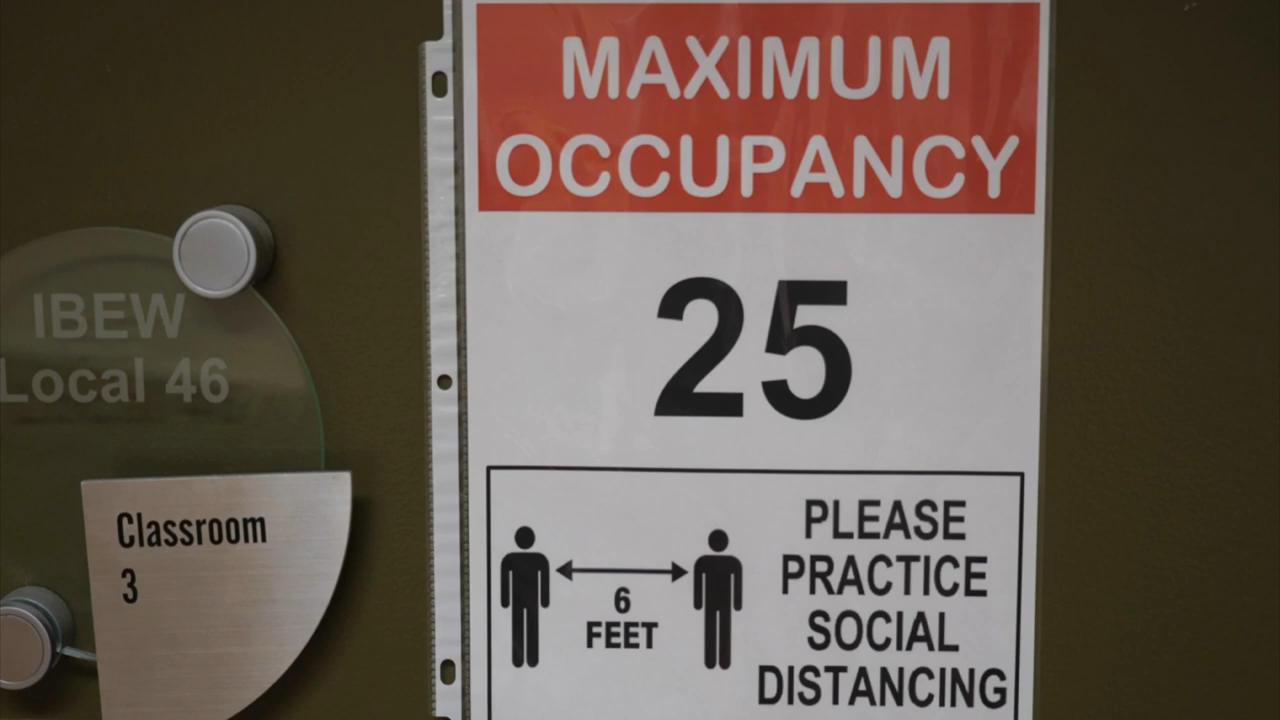 MAXIMUM
OCCUPANCY
25
IBEW
Local 46
Classroom
3
6
FEET
PLEASE
PRACTICE
SOCIAL
DISTANCING